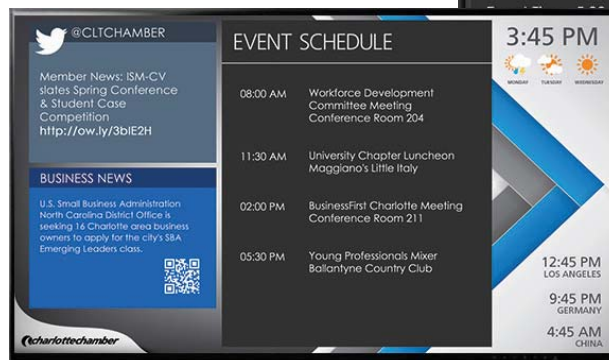 @CLTCHAMBER
Member News: ISM-CV
slates Spring Conference
& Student Case
Competition
http://ow.ly/3bIE2H
BUSINESS NEWS
U.S. Small Business Administration
North Carolina District Office is
seeking 16 Charlotte area business
owners to apply for the city's SBA
Emerging Leaders class.
charlottechamber
EVENT SCHEDULE
08:00 AM Workforce Development
Committee Meeting
Conference Room 204
11:30 AM University Chapter Luncheon
Maggiano's Little Italy
02:00 PM BusinessFirst Charlotte Meeting
Conference Room 211
05:30 PM Young Professionals Mixer
Ballantyne Country Club
3:45 PM
MONDAY TUESDAY WEDNESDAY
12:45 PM
LOS ANGELES
9:45 PM
GERMANY
4:45 AM
CHINA